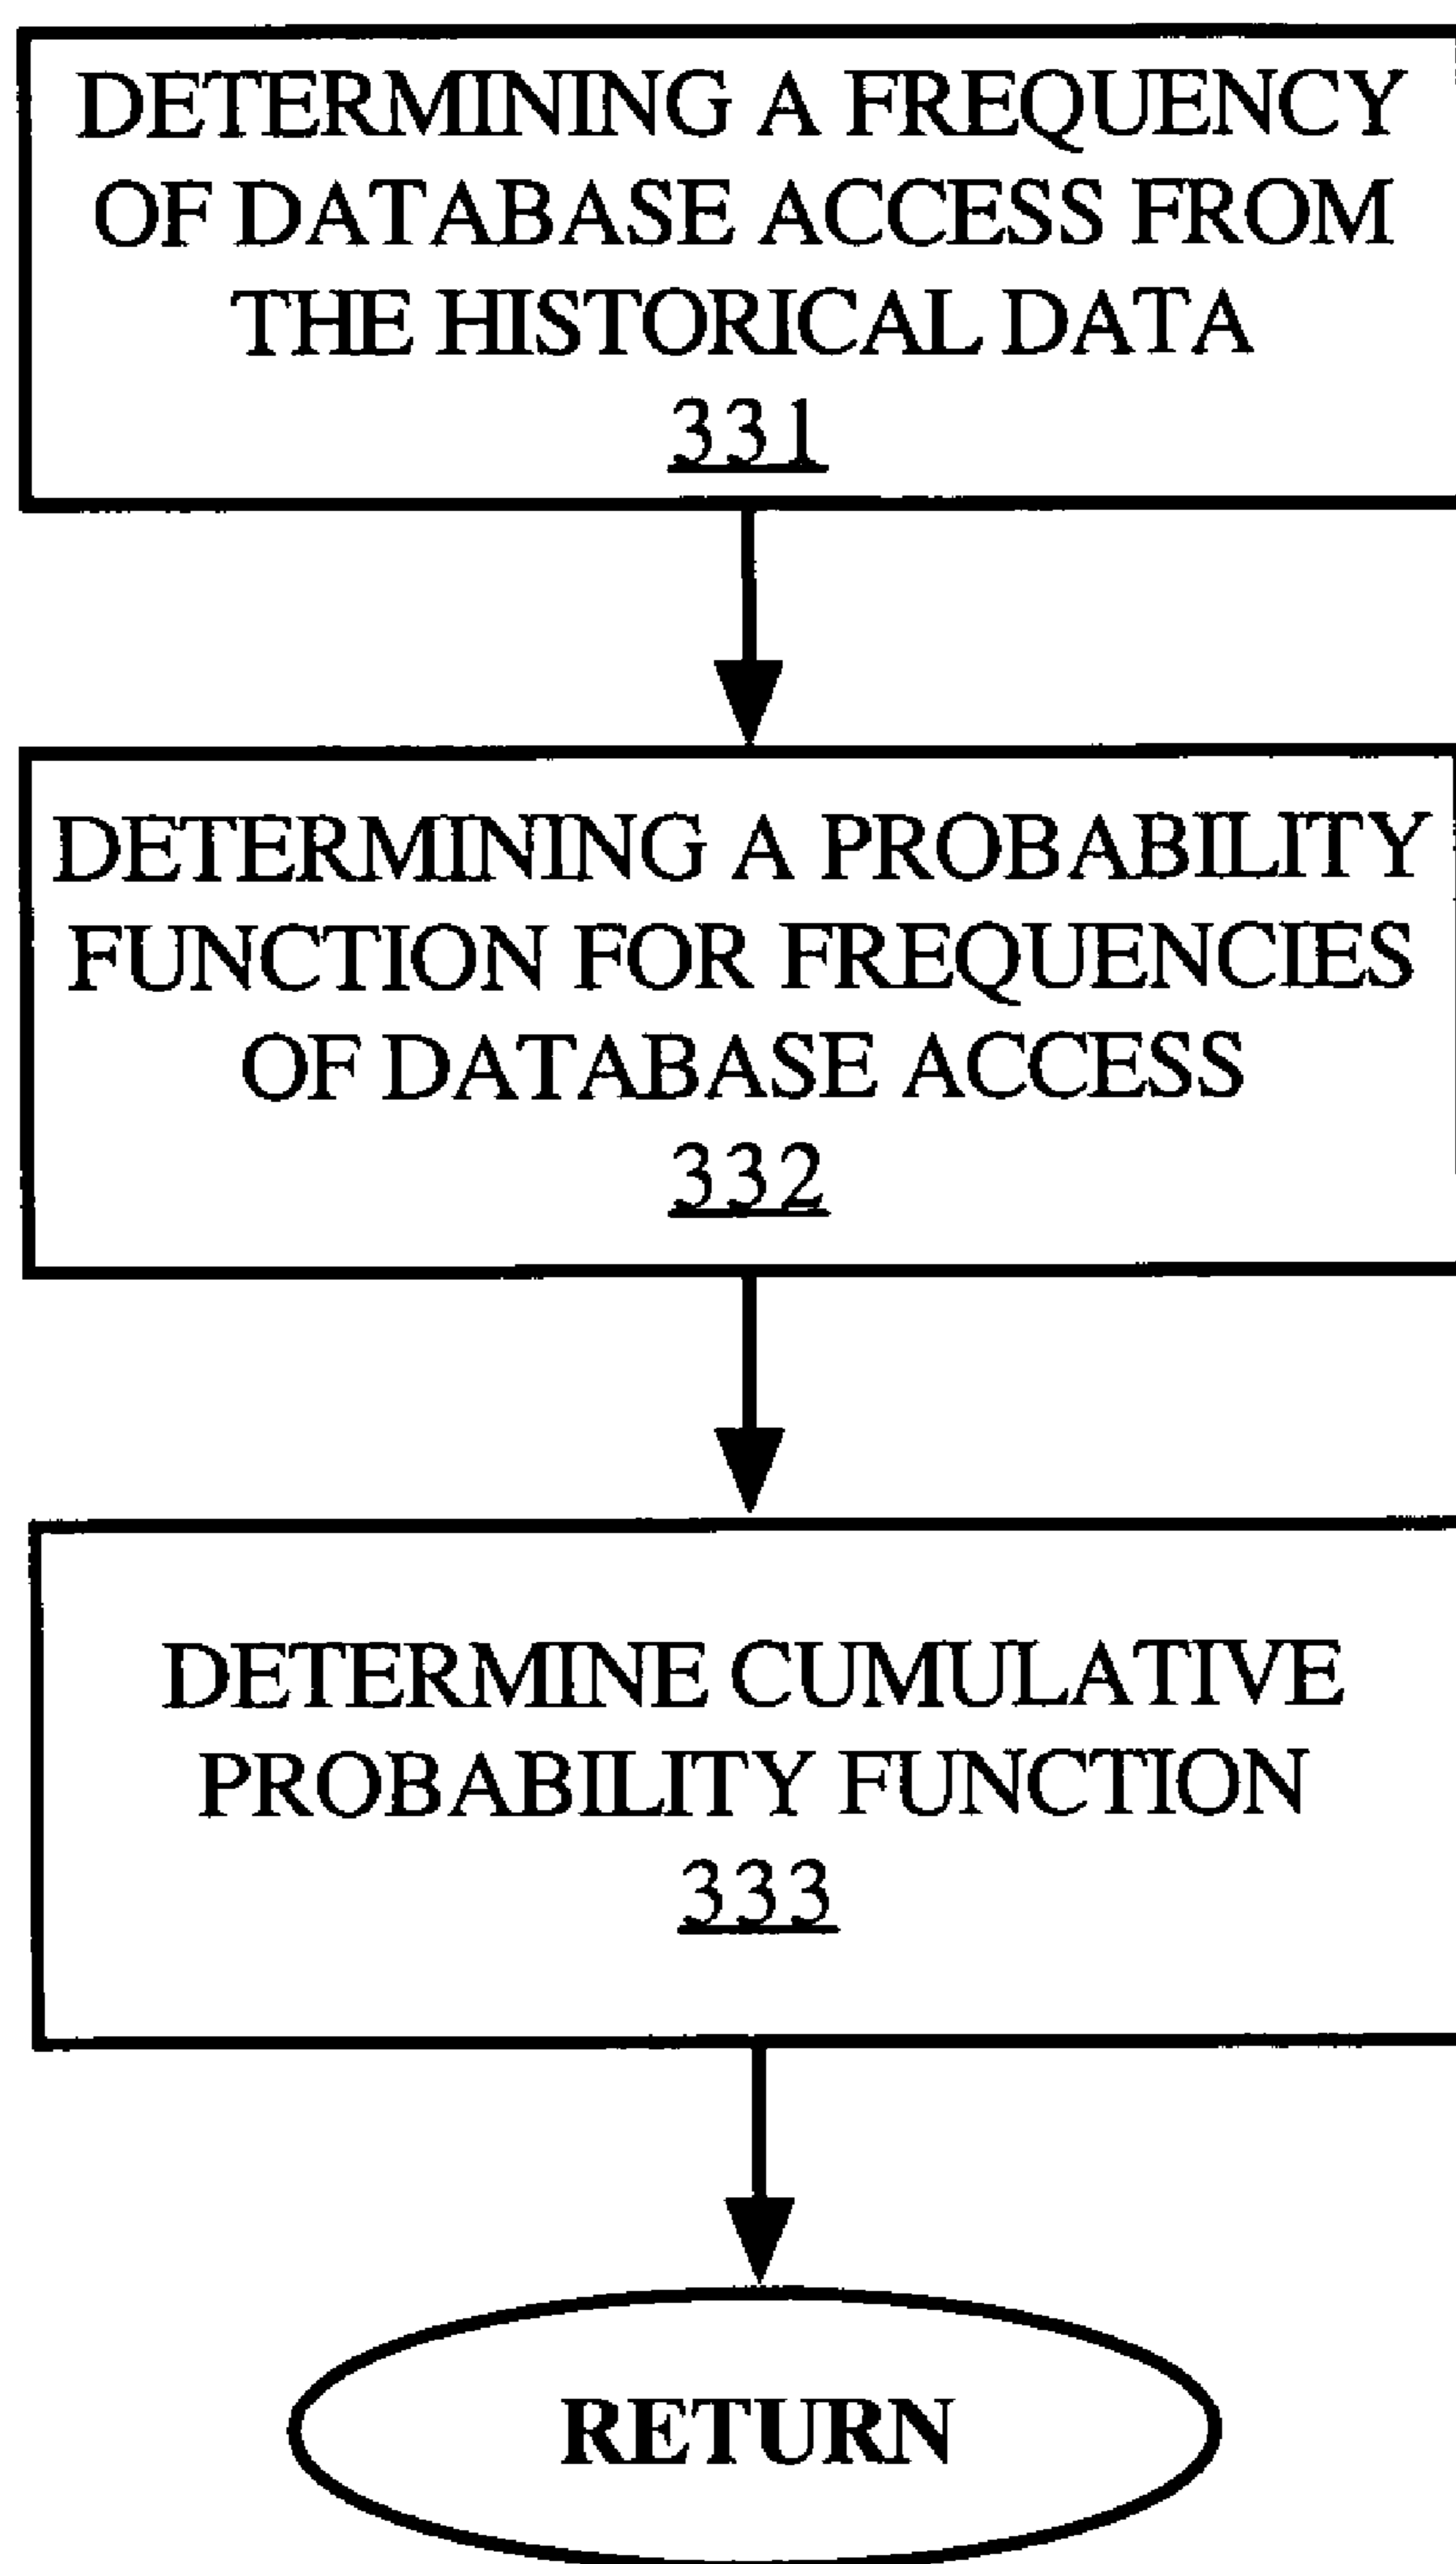 DETERMINING A FREQUENCY
OF DATABASE ACCESS FROM
THE HISTORICAL DATA
331
DETERMINING A PROBABILITY
FUNCTION FOR FREQUENCIES
OF DATABASE ACCESS
332
DETERMINE CUMULATIVE
PROBABILITY FUNCTION
333
RETURN